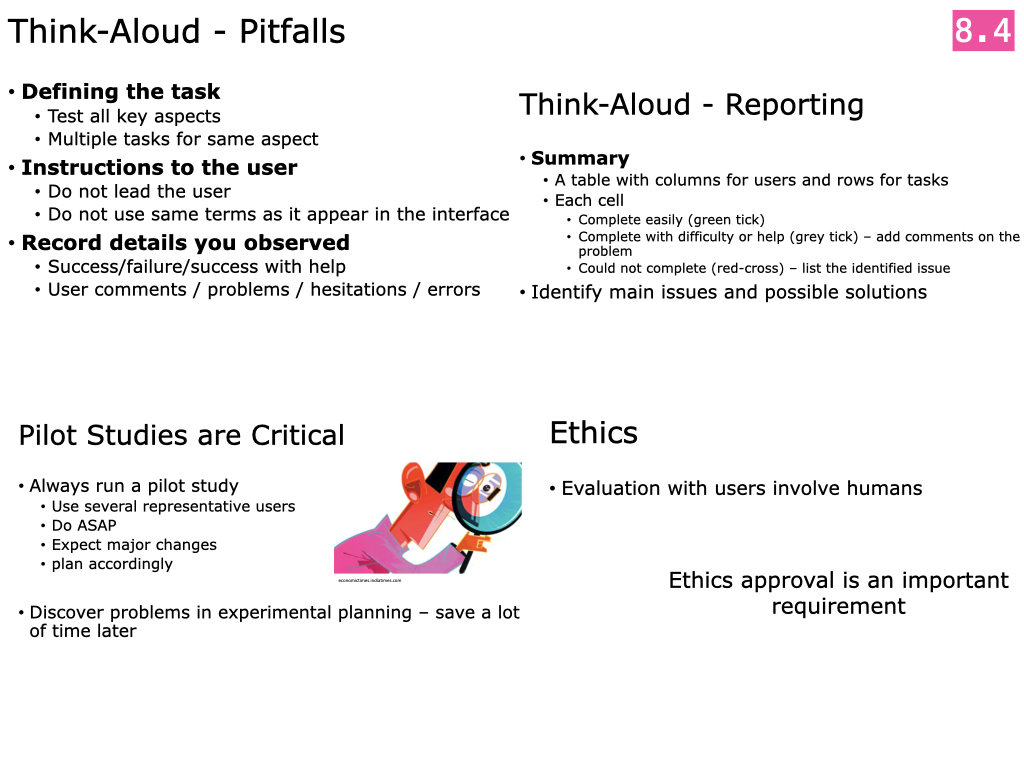 Think-Aloud - Pitfalls
8.4
• Defining the task
• Test all key aspects
• Multiple tasks for same aspect
• Instructions to the user
• Do not lead the user
• Do not use same terms as it appear in the interface
• Record details you observed
• Success/failure/success with help
• User comments / problems / hesitations / errors
Think-Aloud - Reporting
• Summary
• A table with columns for users and rows for tasks
• Each cell
• Complete easily (green tick)
• Complete with difficulty or help (grey tick) – add comments on the
problem
• Could not complete (red-cross) – list the identified issue
• Identify main issues and possible solutions
Pilot Studies are Critical
• Always run a pilot study
• Use several representative users
• Do ASAP
• Expect major changes
• plan accordingly
economictimes.indiatimes.com
• Discover problems in experimental planning – save a lot
of time later
Ethics
• Evaluation with users involve humans
Ethics approval is an important
requirement